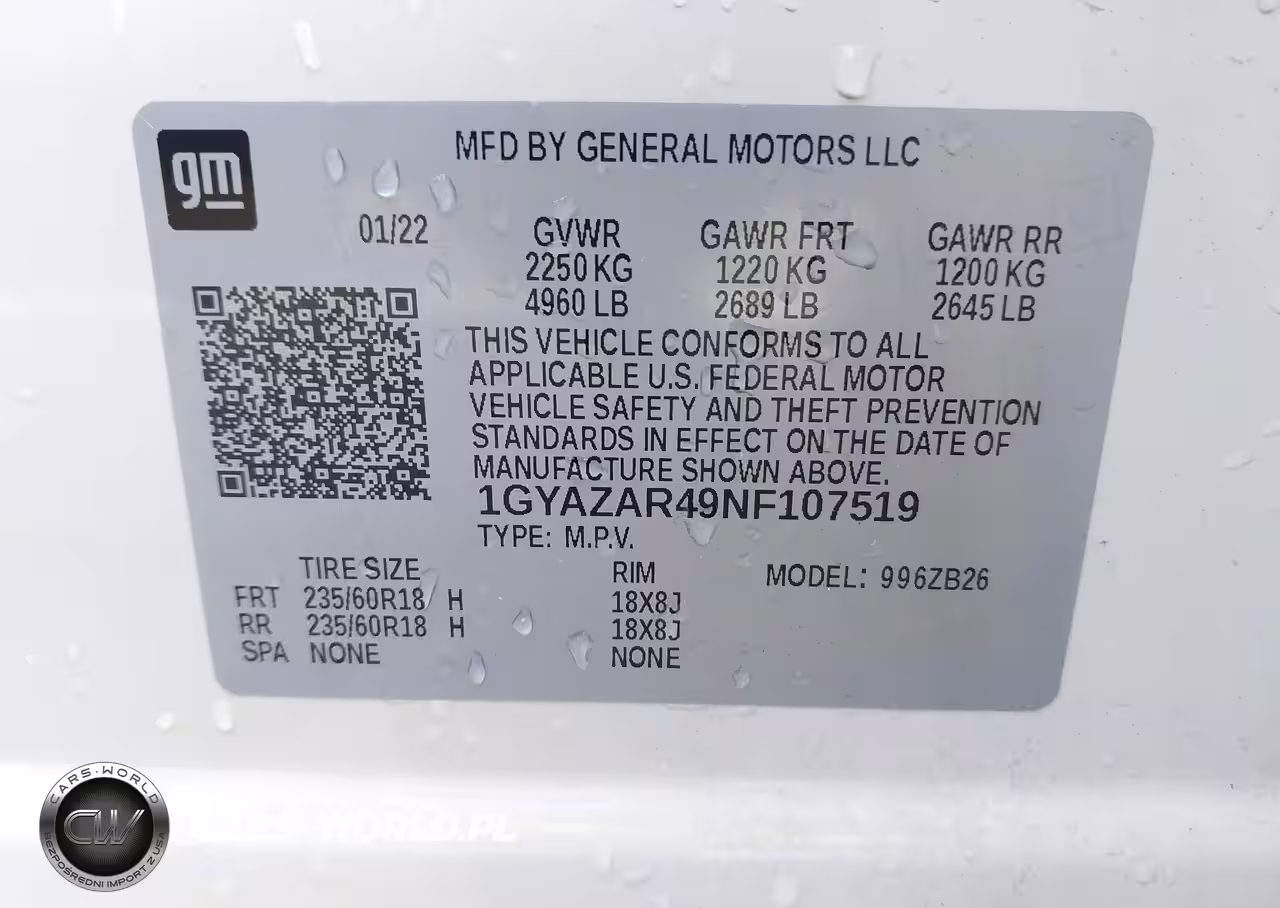 gm
MFD BY GENERAL MOTORS LLC
01/22
GVWR GAWR FRT GAWR RR
2250 KG 1220 KG 1200 KG
4960 LB 2689 LB 2645 LB
THIS VEHICLE CONFORMS TO ALL
APPLICABLE U.S. FEDERAL MOTOR
VEHICLE SAFETY AND THEFT PREVENTION
STANDARDS IN EFFECT ON THE DATE OF
MANUFACTURE SHOWN ABOVE.
1GYAZAR49NF107519
TYPE: M.P.V.
TIRE SIZE RIM MODEL: 996ZB26
FRT 235/60R18 H 18X8J
RR 235/60R18 H 18X8J
SPA NONE NONE
CARS-WORLD
CW
BEZPOŚREDNI IMPORT Z USA
WORLD.PL